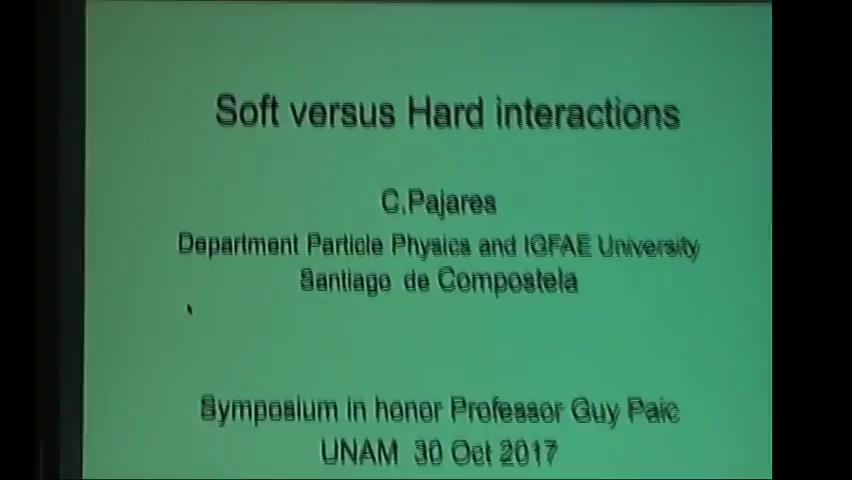 Soft versus Hard interactions
C.Pajares
Department Particle Physics and IGFAE University
Santiago de Compostela
Symposium in honor Professor Guy Paic
UNAM 30 Oct 2017